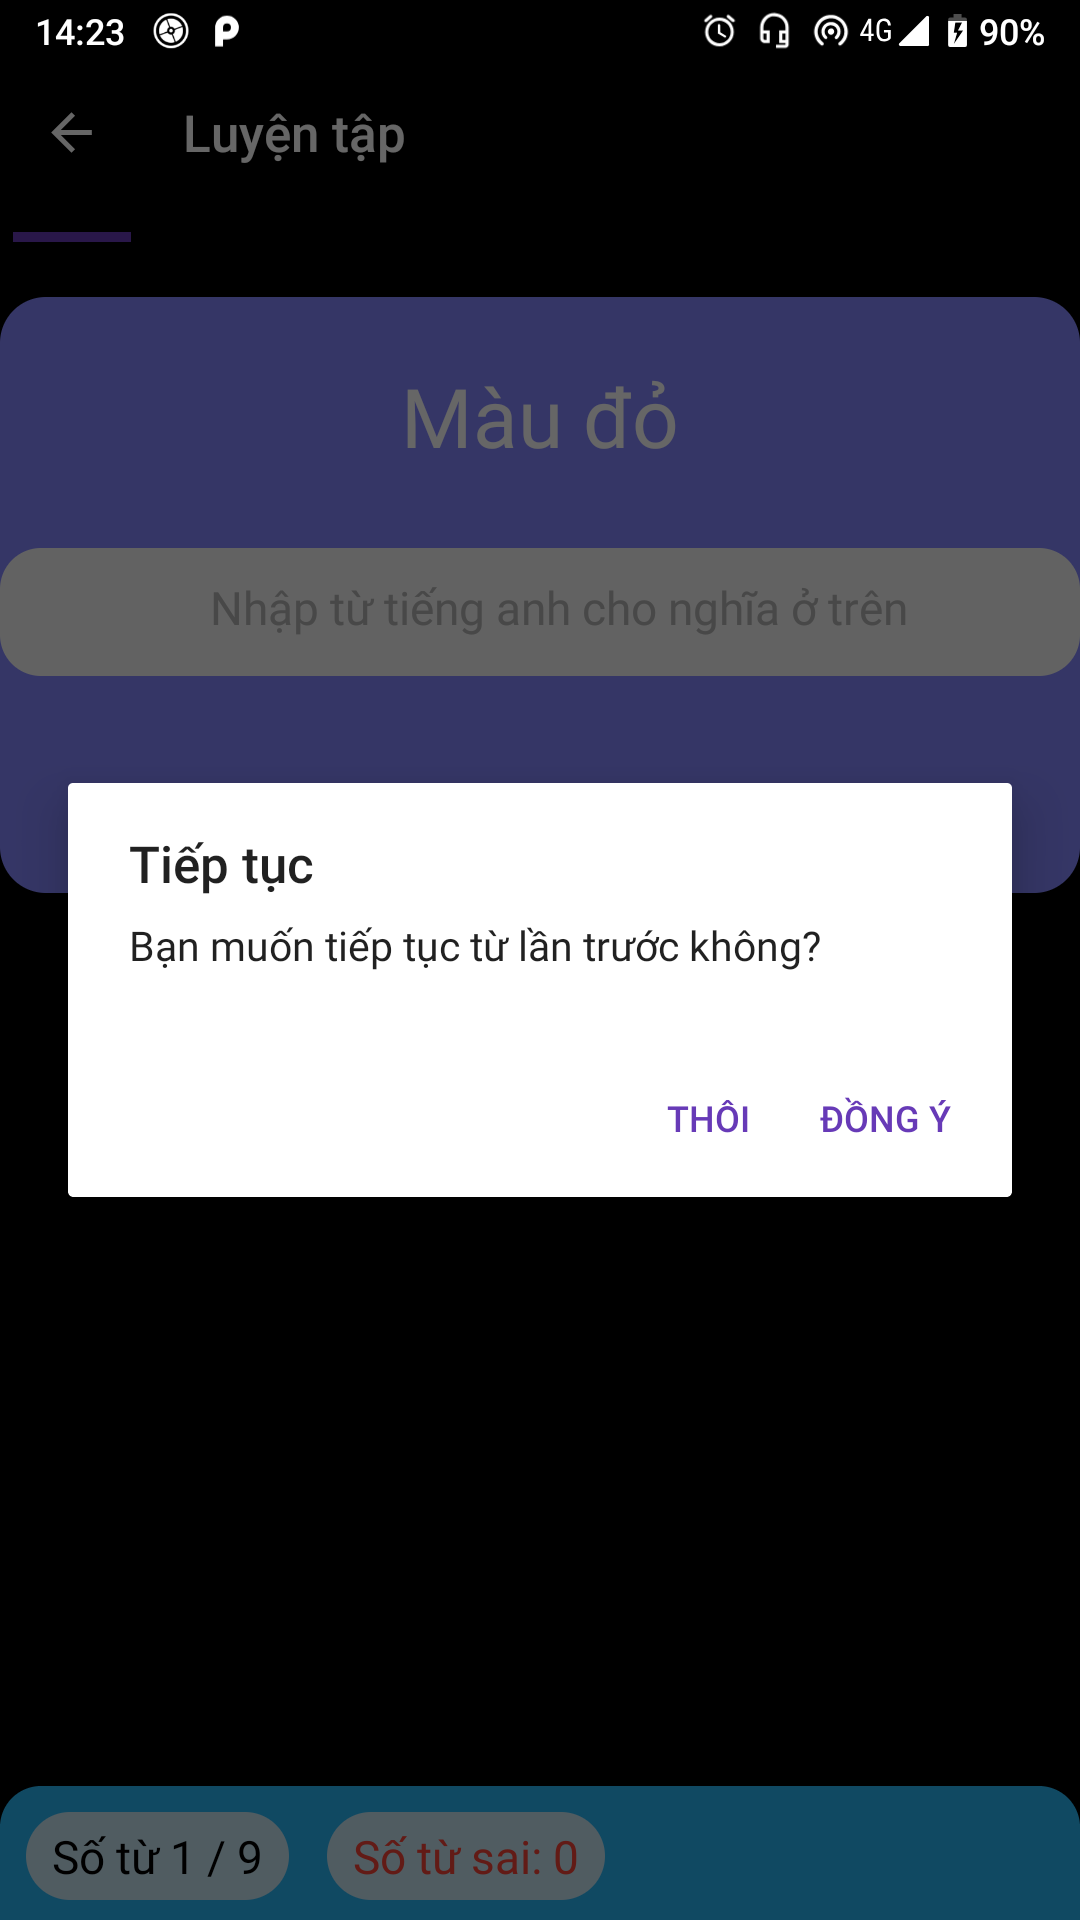 14:23 4G 90%
Luyện tập
Màu đỏ
Nhập từ tiếng anh cho nghĩa ở trên
Tiếp tục
Bạn muốn tiếp tục từ lần trước không?
THÔI ĐỒNG Ý
Số từ 1 / 9 Số từ sai: 0